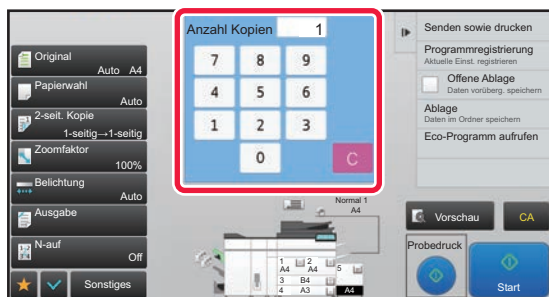 Original
Auto A4
Papierwahl
Auto
2-seit. Kopie
1-seitig→1-seitig
Zoomfaktor
100%
Belichtung
Auto
Ausgabe
N-auf
Off
Sonstiges
Anzahl Kopien 1
7 8 9
4 5 6
1 2 3
0 C
Normal 1
A4
1 A4
2 A4
3 B4
4 A3
5
A4
Senden sowie drucken
Programmregistrierung
Aktuelle Einst. registrieren
Offene Ablage
Daten vorüberg. speichern
Ablage
Daten im Ordner speichern
Eco-Programm aufrufen
Vorschau
CA
Probedruck
Start